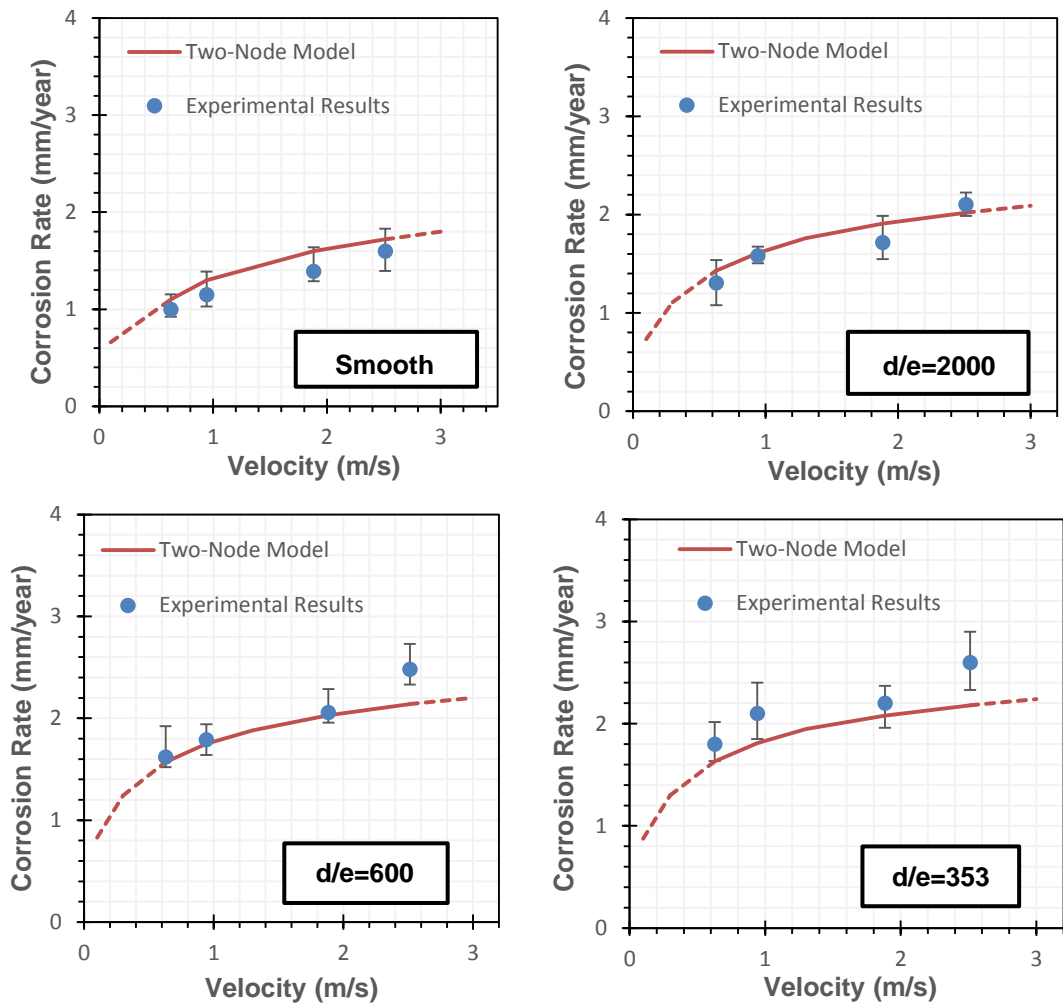 Corrosion Rate (mm/year)
4
3
2
1
0
Two-Node Model
Experimental Results
Smooth
0 1 2 3
Velocity (m/s)
Corrosion Rate (mm/year)
4
3
2
1
0
Two-Node Model
Experimental Results
d/e=2000
0 1 2 3
Velocity (m/s)
Corrosion Rate (mm/year)
4
3
2
1
0
Two-Node Model
Experimental Results
d/e=600
0 1 2 3
Velocity (m/s)
Corrosion Rate (mm/year)
4
3
2
1
0
Two-Node Model
Experimental Results
d/e=353
0 1 2 3
Velocity (m/s)